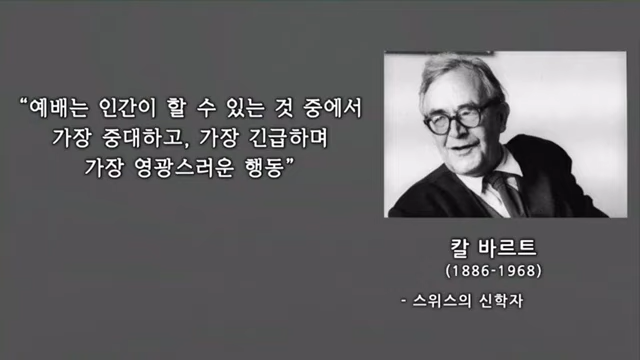 “예배는 인간이 할 수 있는 것 중에서
가장 중대하고, 가장 긴급하며
가장 영광스러운 행동”
칼 바르트
(1886-1968)
- 스위스의 신학자